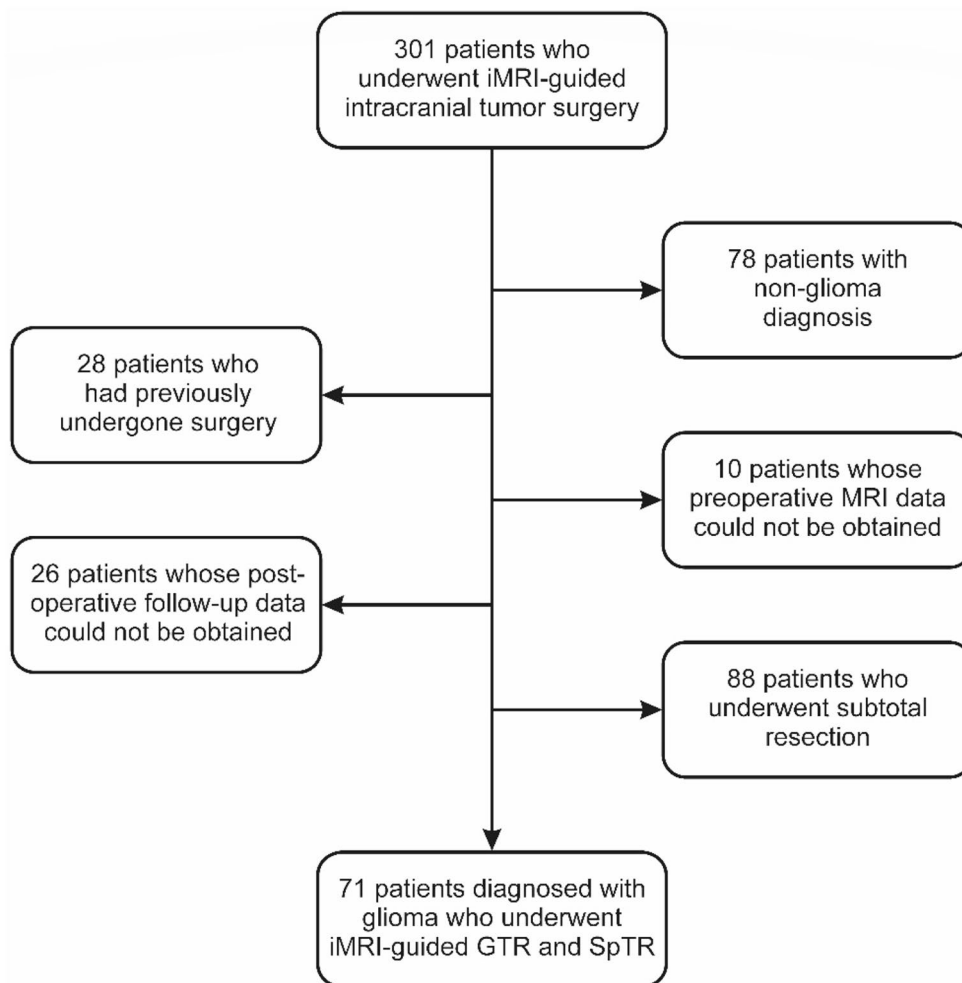 301 patients who
underwent iMRI-guided
intracranial tumor surgery
78 patients with
non-glioma
diagnosis
28 patients who
had previously
undergone surgery
10 patients whose
preoperative MRI data
could not be obtained
26 patients whose post-
operative follow-up data
could not be obtained
88 patients who
underwent subtotal
resection
71 patients diagnosed with
glioma who underwent
iMRI-guided GTR and SpTR